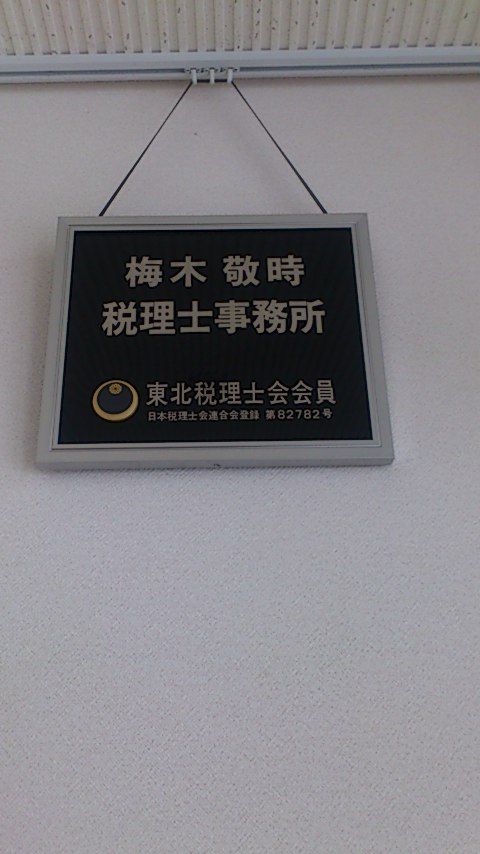 梅木 敬時
税理士事務所
東北税理士会会員
日本税理士会連合会登録 第82782号